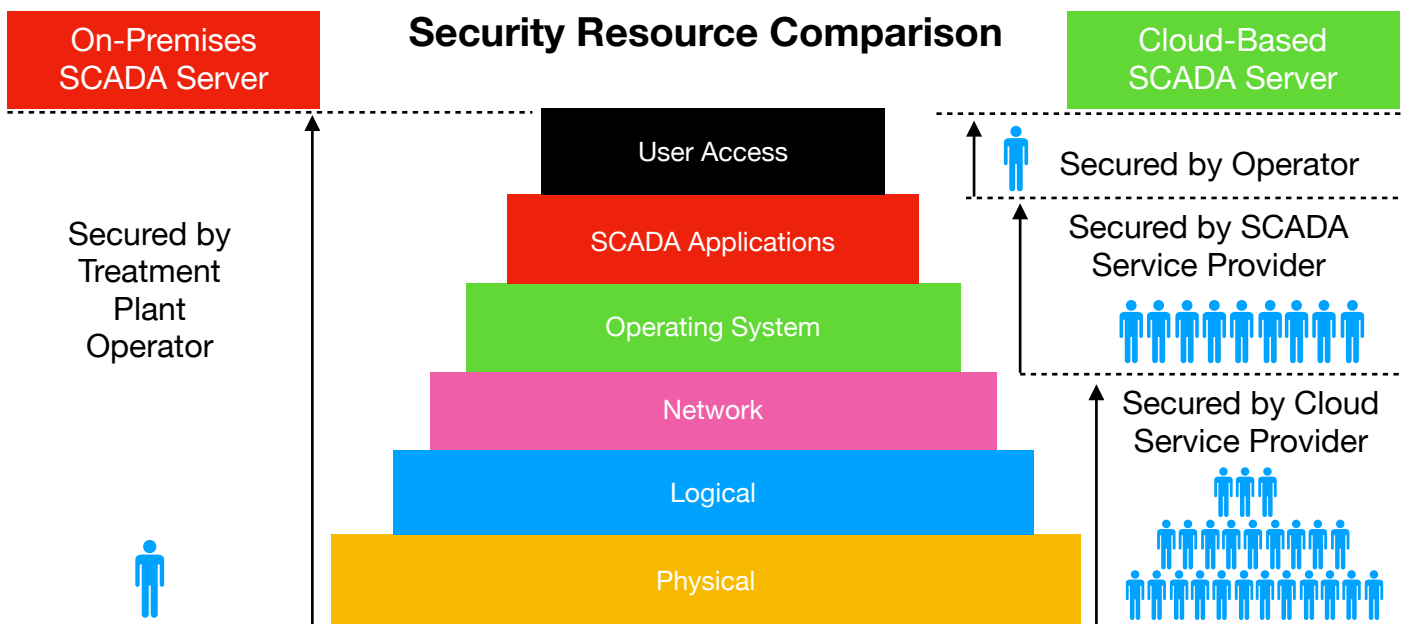 Security Resource Comparison
On-Premises
SCADA Server
Cloud-Based
SCADA Server
Secured by
Treatment
Plant
Operator
User Access
SCADA Applications
Operating System
Network
Logical
Physical
Secured by Operator
Secured by SCADA
Service Provider
Secured by Cloud
Service Provider